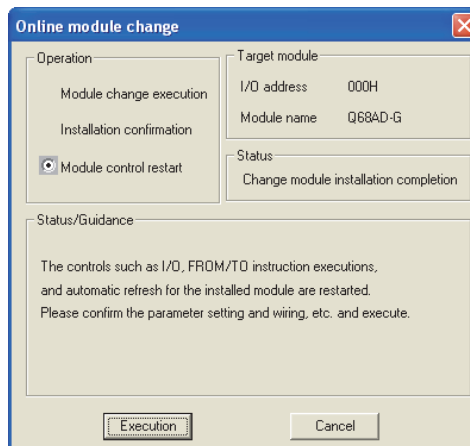 Online module change
Operation
Module change execution
Installation confirmation
Module control restart
Target module
I/O address 000H
Module name Q68AD-G
Status
Change module installation completion
Status/Guidance
The controls such as I/O, FROM/TO instruction executions,
and automatic refresh for the installed module are restarted.
Please confirm the parameter setting and wiring, etc. and execute.
Execution
Cancel